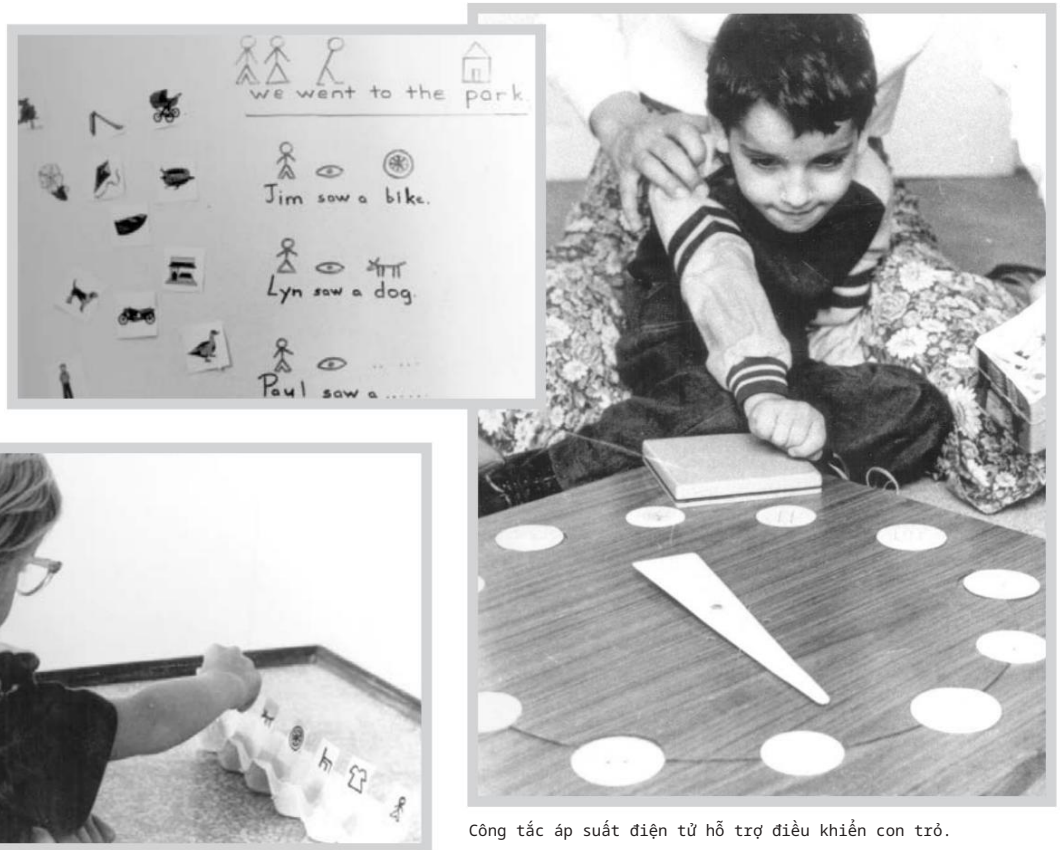 we went to the park.
Jim saw a bike.
Lyn saw a dog.
Paul saw a ......
Công tắc áp suất điện tử hỗ trợ điều khiển con trỏ.